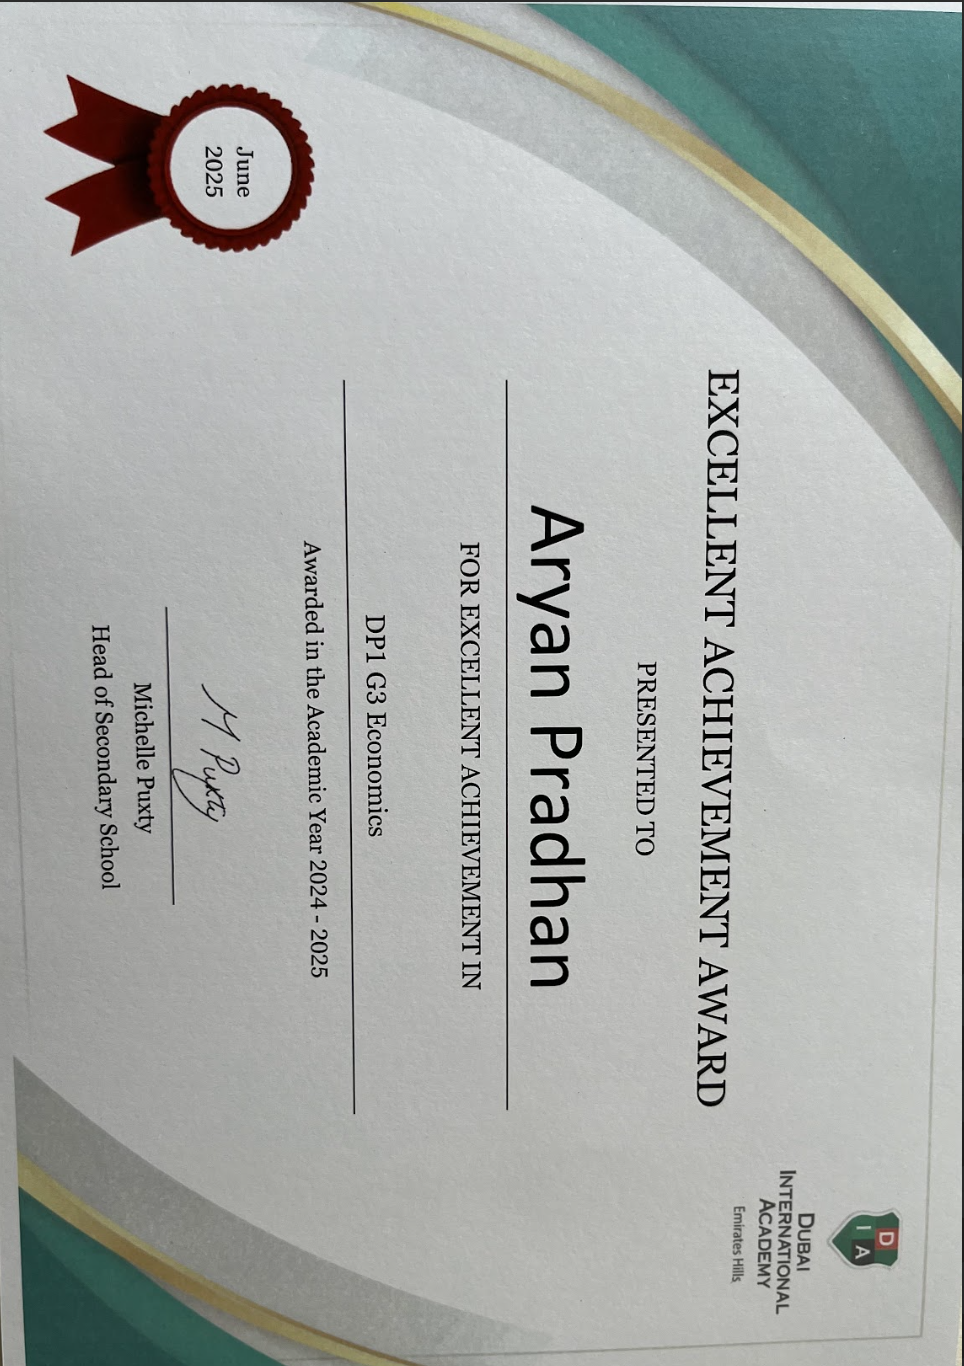 DIA
DUBAI
INTERNATIONAL
ACADEMY
Emirates Hills
EXCELLENT ACHIEVEMENT AWARD
PRESENTED TO
Aryan Pradhan
FOR EXCELLENT ACHIEVEMENT IN
DP1 G3 Economics
Awarded in the Academic Year 2024 - 2025
M Puxty
Michelle Puxty
Head of Secondary School
June
2025